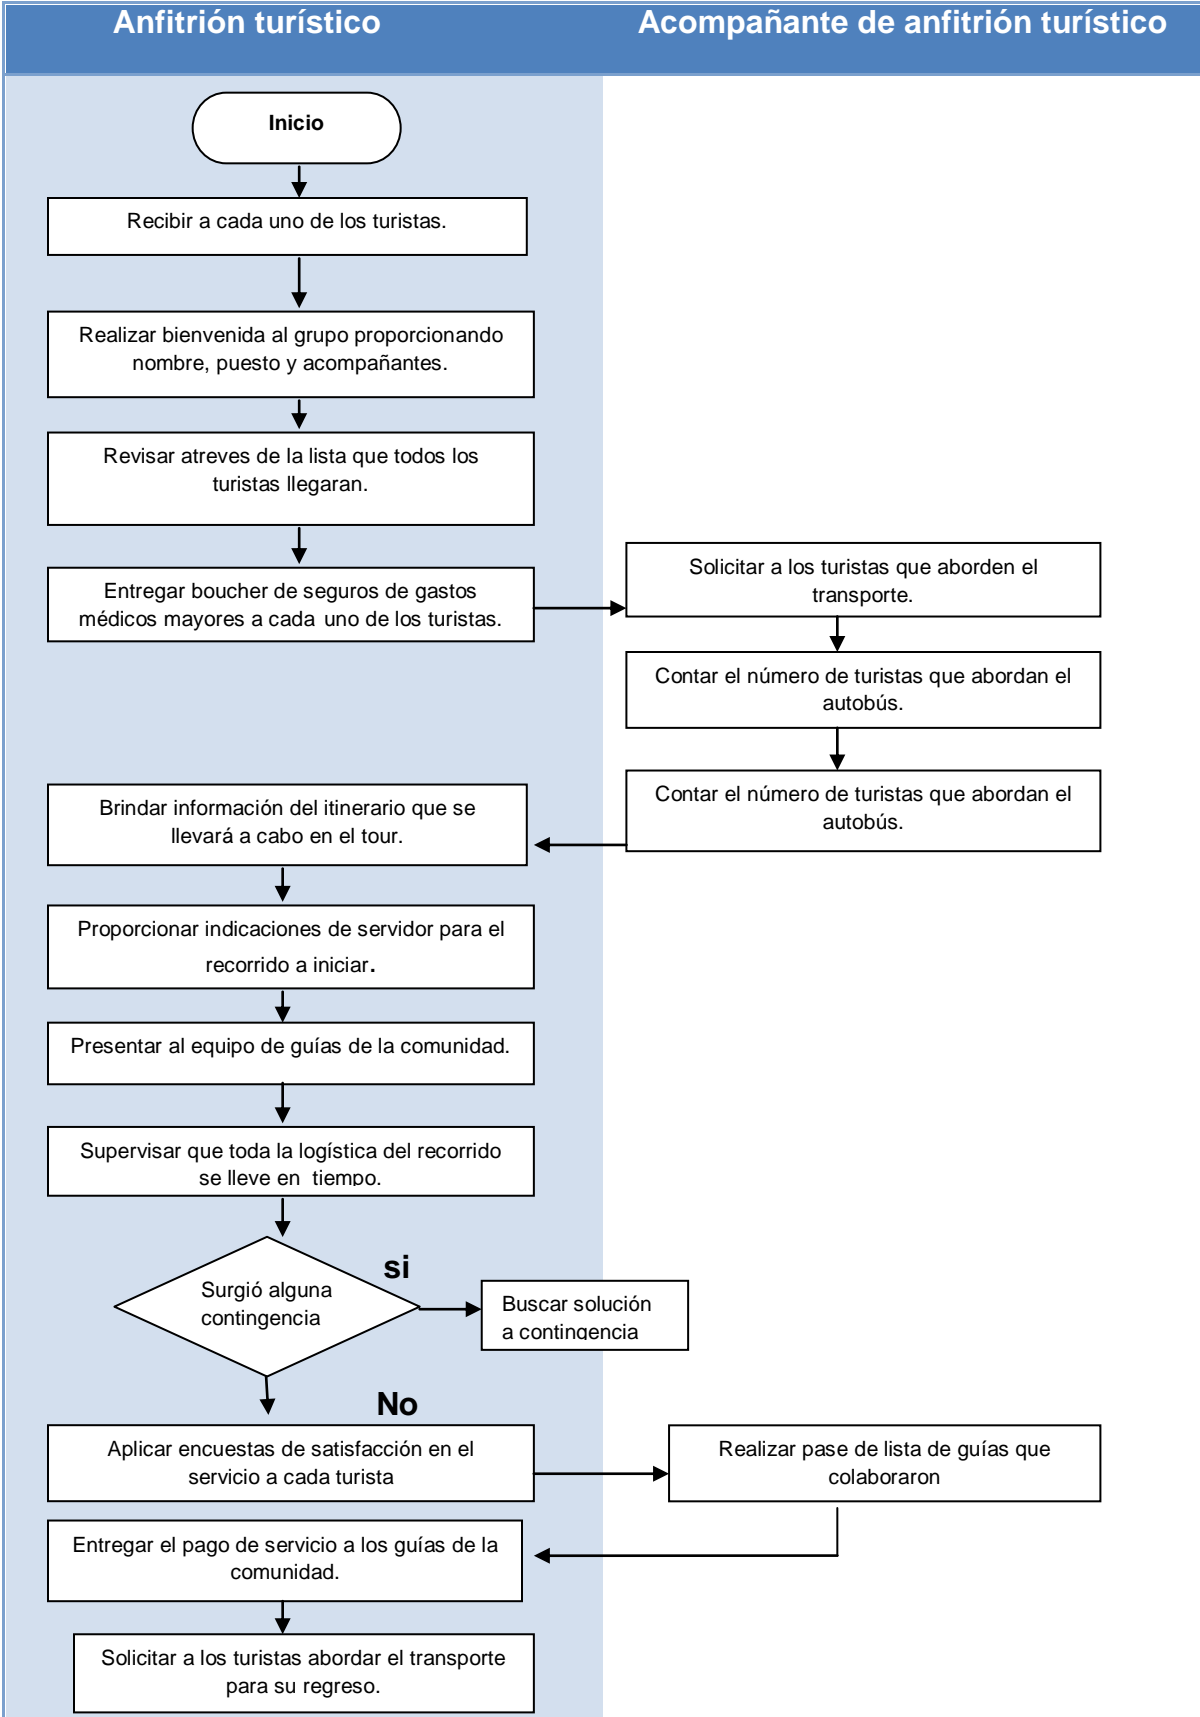 Anfitrión turístico
Acompañante de anfitrión turístico
Inicio
Recibir a cada uno de los turistas.
Realizar bienvenida al grupo proporcionando
nombre, puesto y acompañantes.
Revisar atreves de la lista que todos los
turistas llegaran.
Entregar boucher de seguros de gastos
médicos mayores a cada uno de los turistas.
Solicitar a los turistas que aborden el
transporte.
Contar el número de turistas que abordan el
autobús.
Contar el número de turistas que abordan el
autobús.
Brindar información del itinerario que se
llevará a cabo en el tour.
Proporcionar indicaciones de servidor para el
recorrido a iniciar.
Presentar al equipo de guías de la comunidad.
Supervisar que toda la logística del recorrido
se lleve en tiempo.
Surgió alguna
contingencia
si
Buscar solución
a contingencia
No
Aplicar encuestas de satisfacción en el
servicio a cada turista
Realizar pase de lista de guías que
colaboraron
Entregar el pago de servicio a los guías de la
comunidad.
Solicitar a los turistas abordar el transporte
para su regreso.